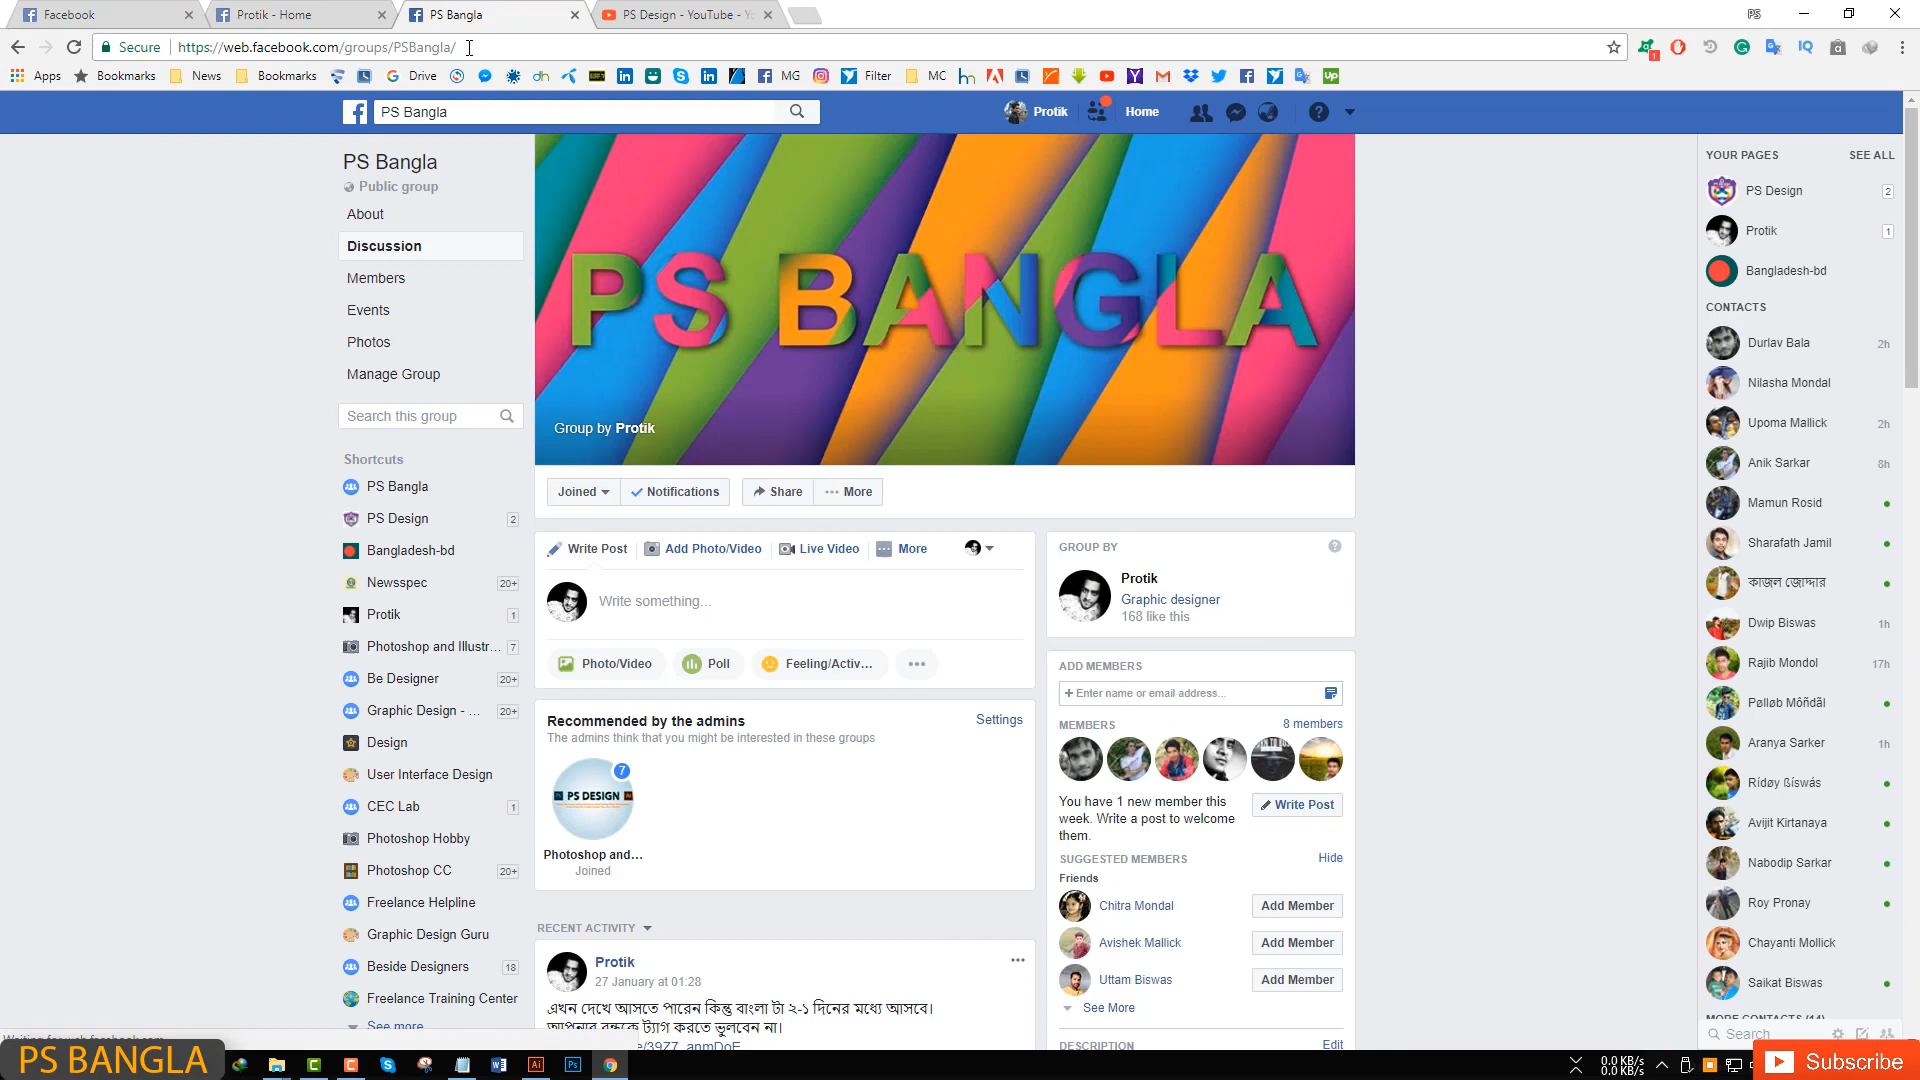 Facebook
Protik - Home
PS Bangla
PS Design - YouTube - Yo
PS
Secure
https://web.facebook.com/groups/PSBangla/
Apps
Bookmarks
News
Bookmarks
Drive
MG
Filter
MC
PS Bangla
Protik
Home
PS Bangla
Public group
About
Discussion
Members
Events
Photos
Manage Group
Search this group
Shortcuts
PS Bangla
PS Design 2
Bangladesh-bd
Newsspec 20+
Protik 1
Photoshop and Illustr... 7
Be Designer 20+
Graphic Design - ... 20+
Design
User Interface Design
CEC Lab 1
Photoshop Hobby
Photoshop CC 20+
Freelance Helpline
Graphic Design Guru
Beside Designers 18
Freelance Training Center
See more
PS BANGLA
Group by Protik
Joined
Notifications
Share
More
Write Post
Add Photo/Video
Live Video
More
Write something...
Photo/Video
Poll
Feeling/Activ...
Recommended by the admins
Settings
The admins think that you might be interested in these groups
7
PS DESIGN
Photoshop and...
Joined
RECENT ACTIVITY
Protik
27 January at 01:28
এখন দেখে আসতে পারেন কিন্তু বাংলা টা ২-১ দিনের মধ্যে আসবে।
আপনার বন্ধুকে ট্যাগ করতে ভুলবেন না।
GROUP BY
Protik
Graphic designer
168 like this
ADD MEMBERS
+ Enter name or email address...
MEMBERS
8 members
You have 1 new member this
week. Write a post to welcome
them.
Write Post
SUGGESTED MEMBERS
Hide
Friends
Chitra Mondal
Add Member
Avishek Mallick
Add Member
Uttam Biswas
Add Member
See More
DESCRIPTION
Edit
YOUR PAGES
SEE ALL
PS Design 2
Protik 1
Bangladesh-bd
CONTACTS
Durlav Bala 2h
Nilasha Mondal
Upoma Mallick 2h
Anik Sarkar 8h
Mamun Rosid
Sharafath Jamil
কাজল জোদ্দার
Dwip Biswas 1h
Rajib Mondol 17h
Pølløb Môñdãl
Aranya Sarker 1h
Rídøy ßíswás
Avijit Kirtanaya
Nabodip Sarkar
Roy Pronay
Chayanti Mollick
Saikat Biswas
MORE CONTACTS (14)
Search
PS BANGLA
0.0 KB/s
0.0 KB/s
Subscribe